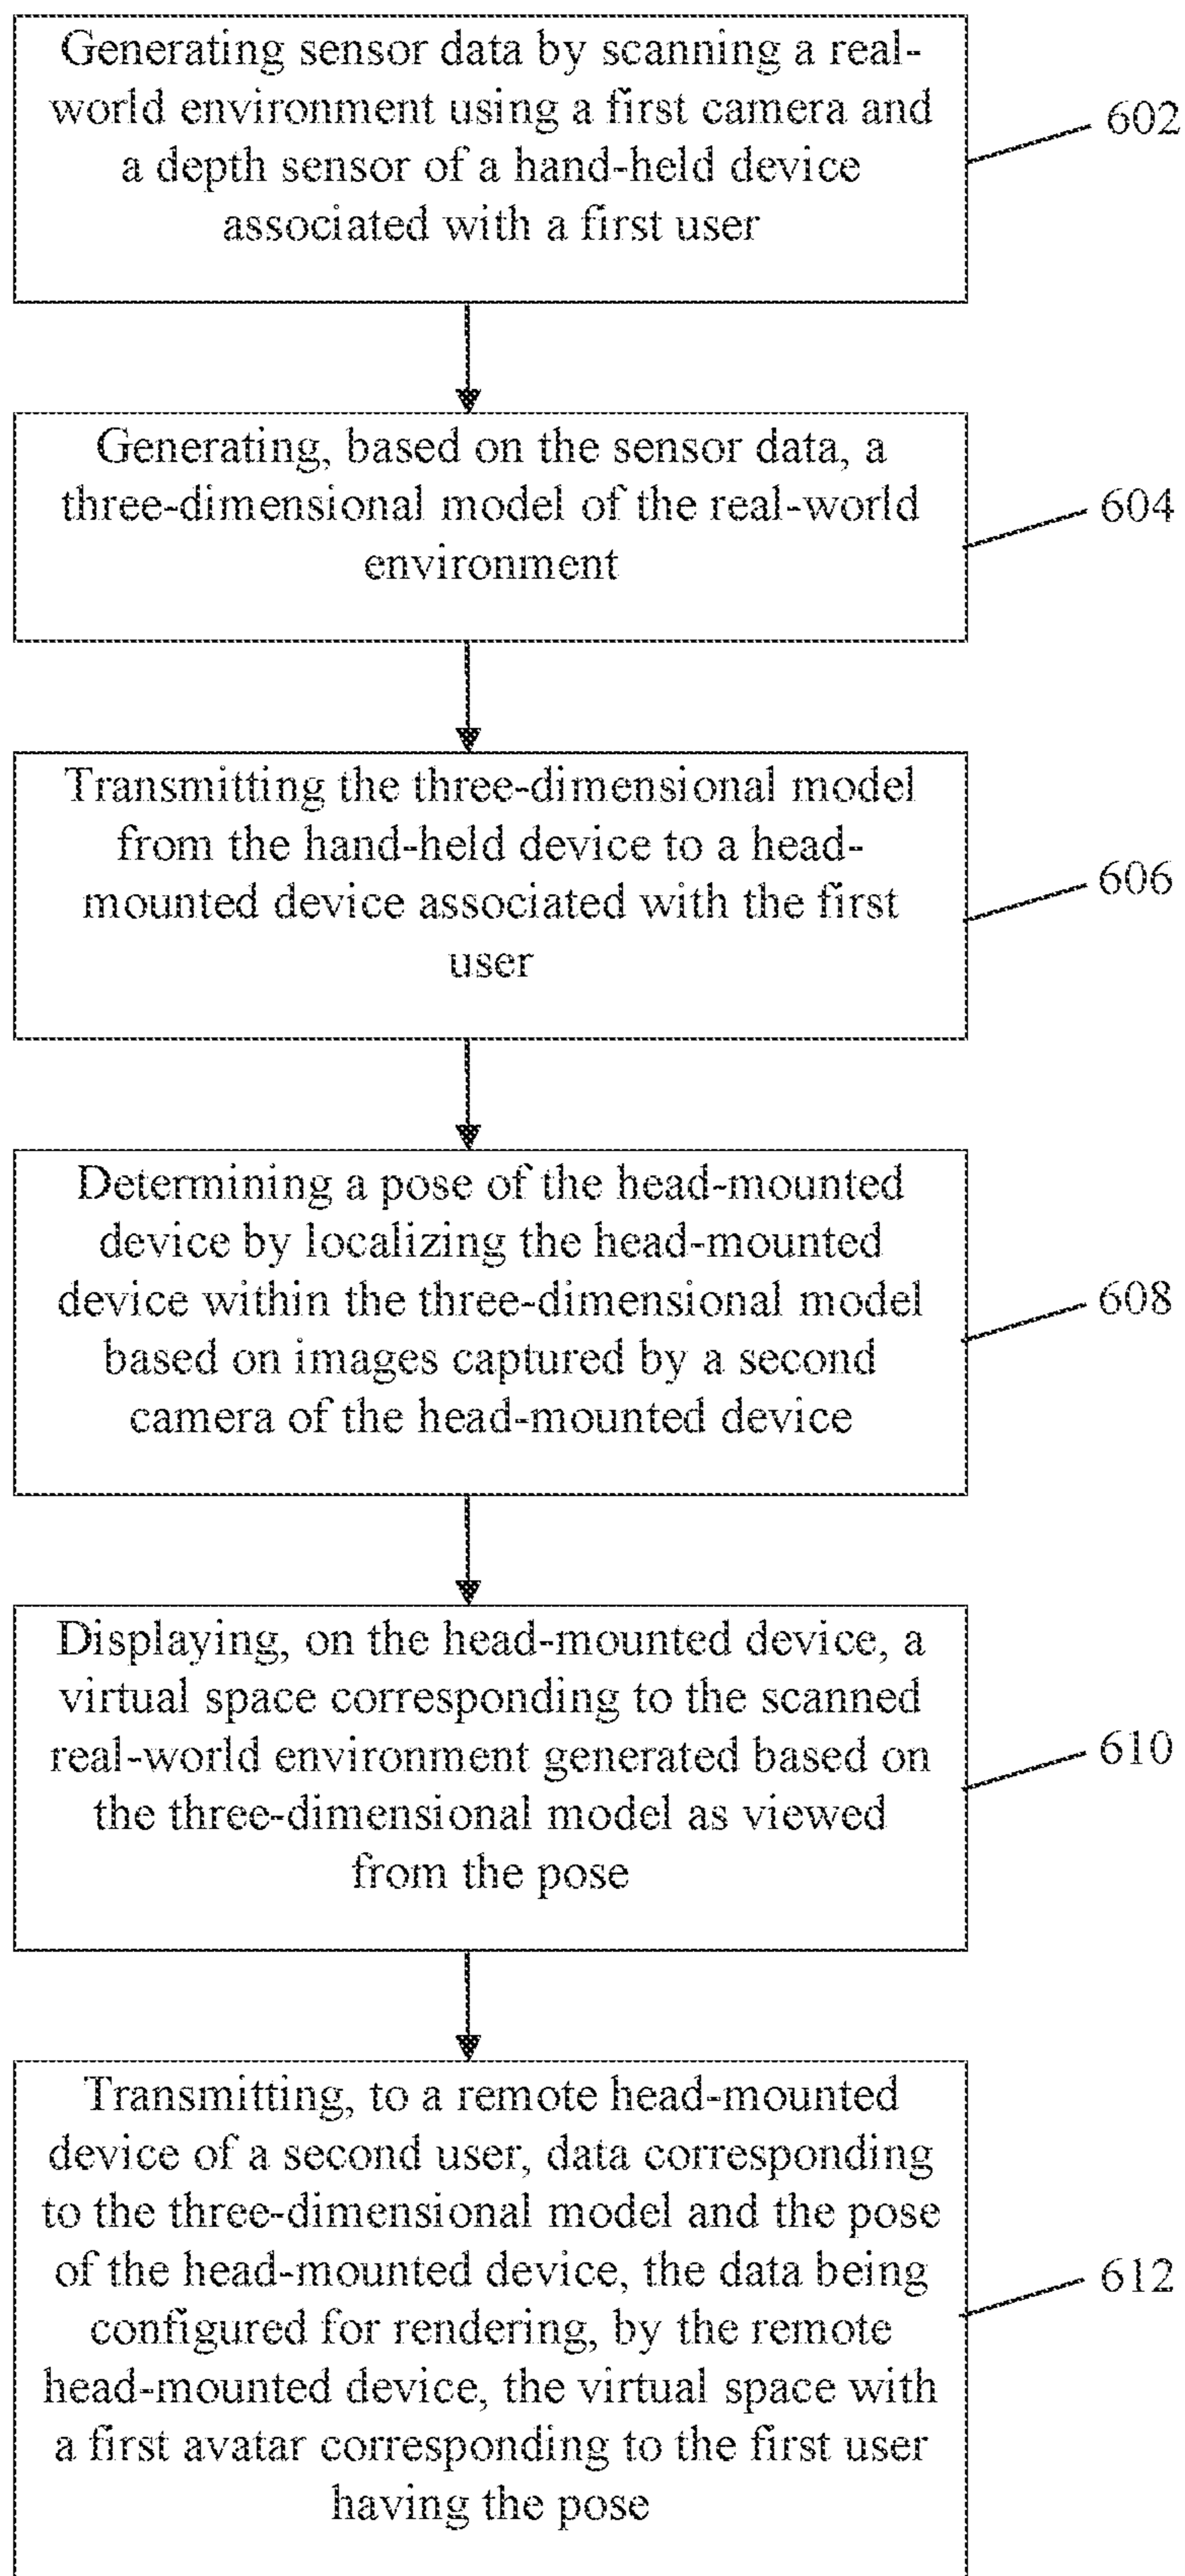 Generating sensor data by scanning a real-
world environment using a first camera and
a depth sensor of a hand-held device
associated with a first user
602
Generating, based on the sensor data, a
three-dimensional model of the real-world
environment
604
Transmitting the three-dimensional model
from the hand-held device to a head-
mounted device associated with the first
user
606
Determining a pose of the head-mounted
device by localizing the head-mounted
device within the three-dimensional model
based on images captured by a second
camera of the head-mounted device
608
Displaying, on the head-mounted device, a
virtual space corresponding to the scanned
real-world environment generated based on
the three-dimensional model as viewed
from the pose
610
Transmitting, to a remote head-mounted
device of a second user, data corresponding
to the three-dimensional model and the pose
of the head-mounted device, the data being
configured for rendering, by the remote
head-mounted device, the virtual space with
a first avatar corresponding to the first user
having the pose
612